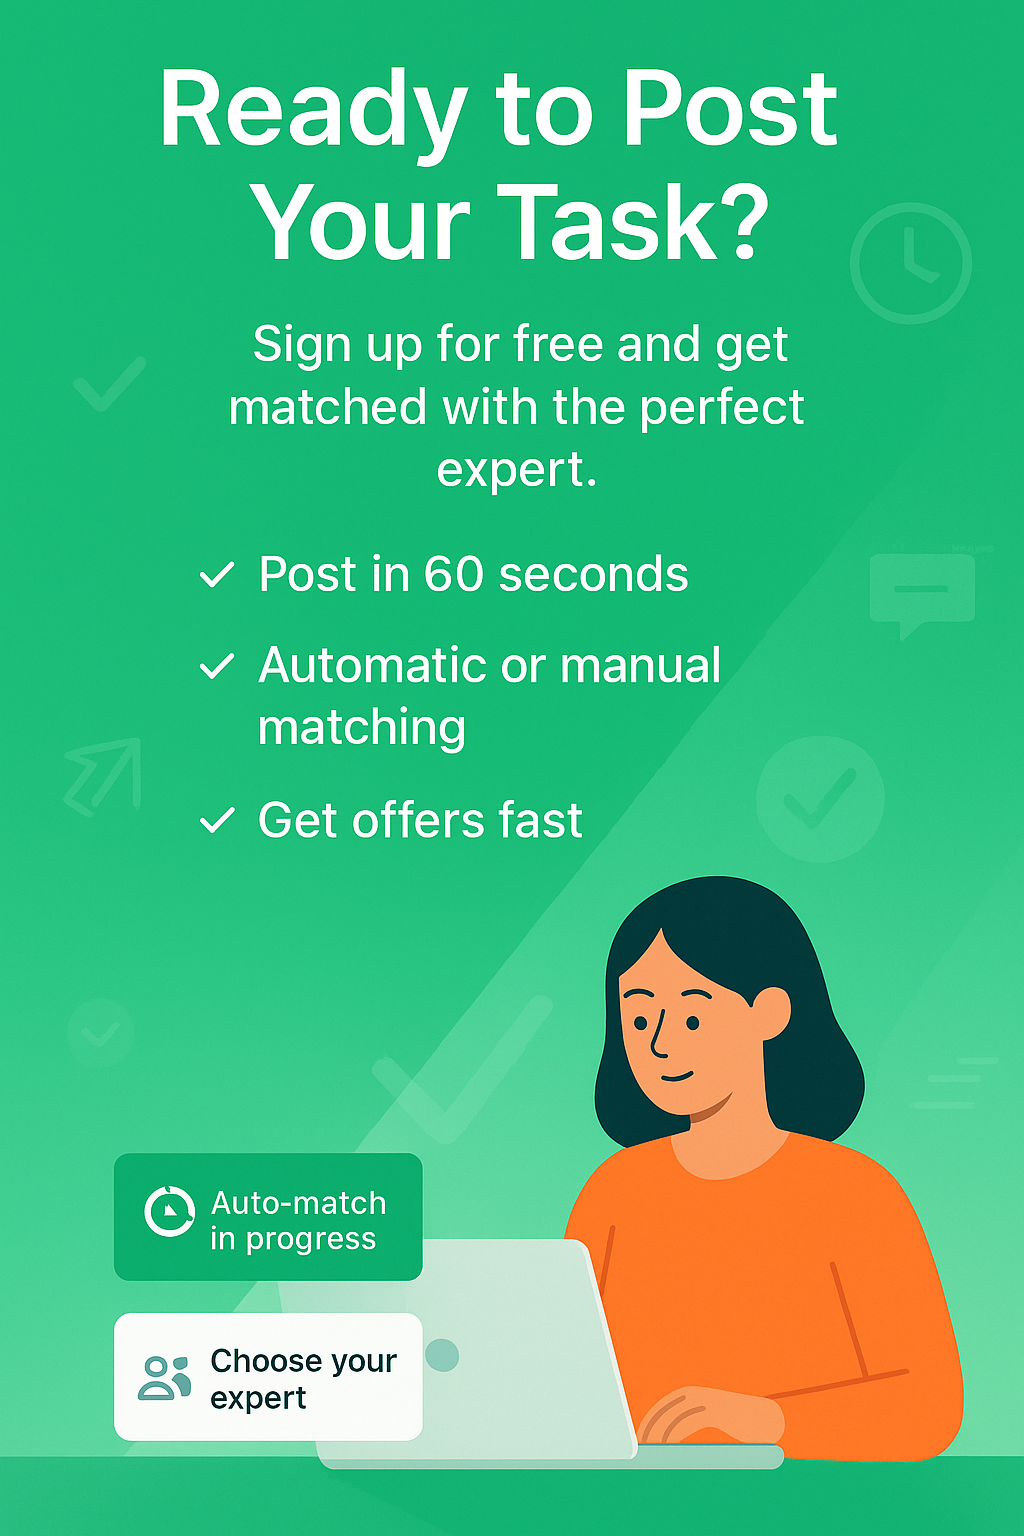 Ready to Post
Your Task?
Sign up for free and get
matched with the perfect
expert.
Post in 60 seconds
Automatic or manual
matching
Get offers fast
Auto-match
in progress
Choose your
expert